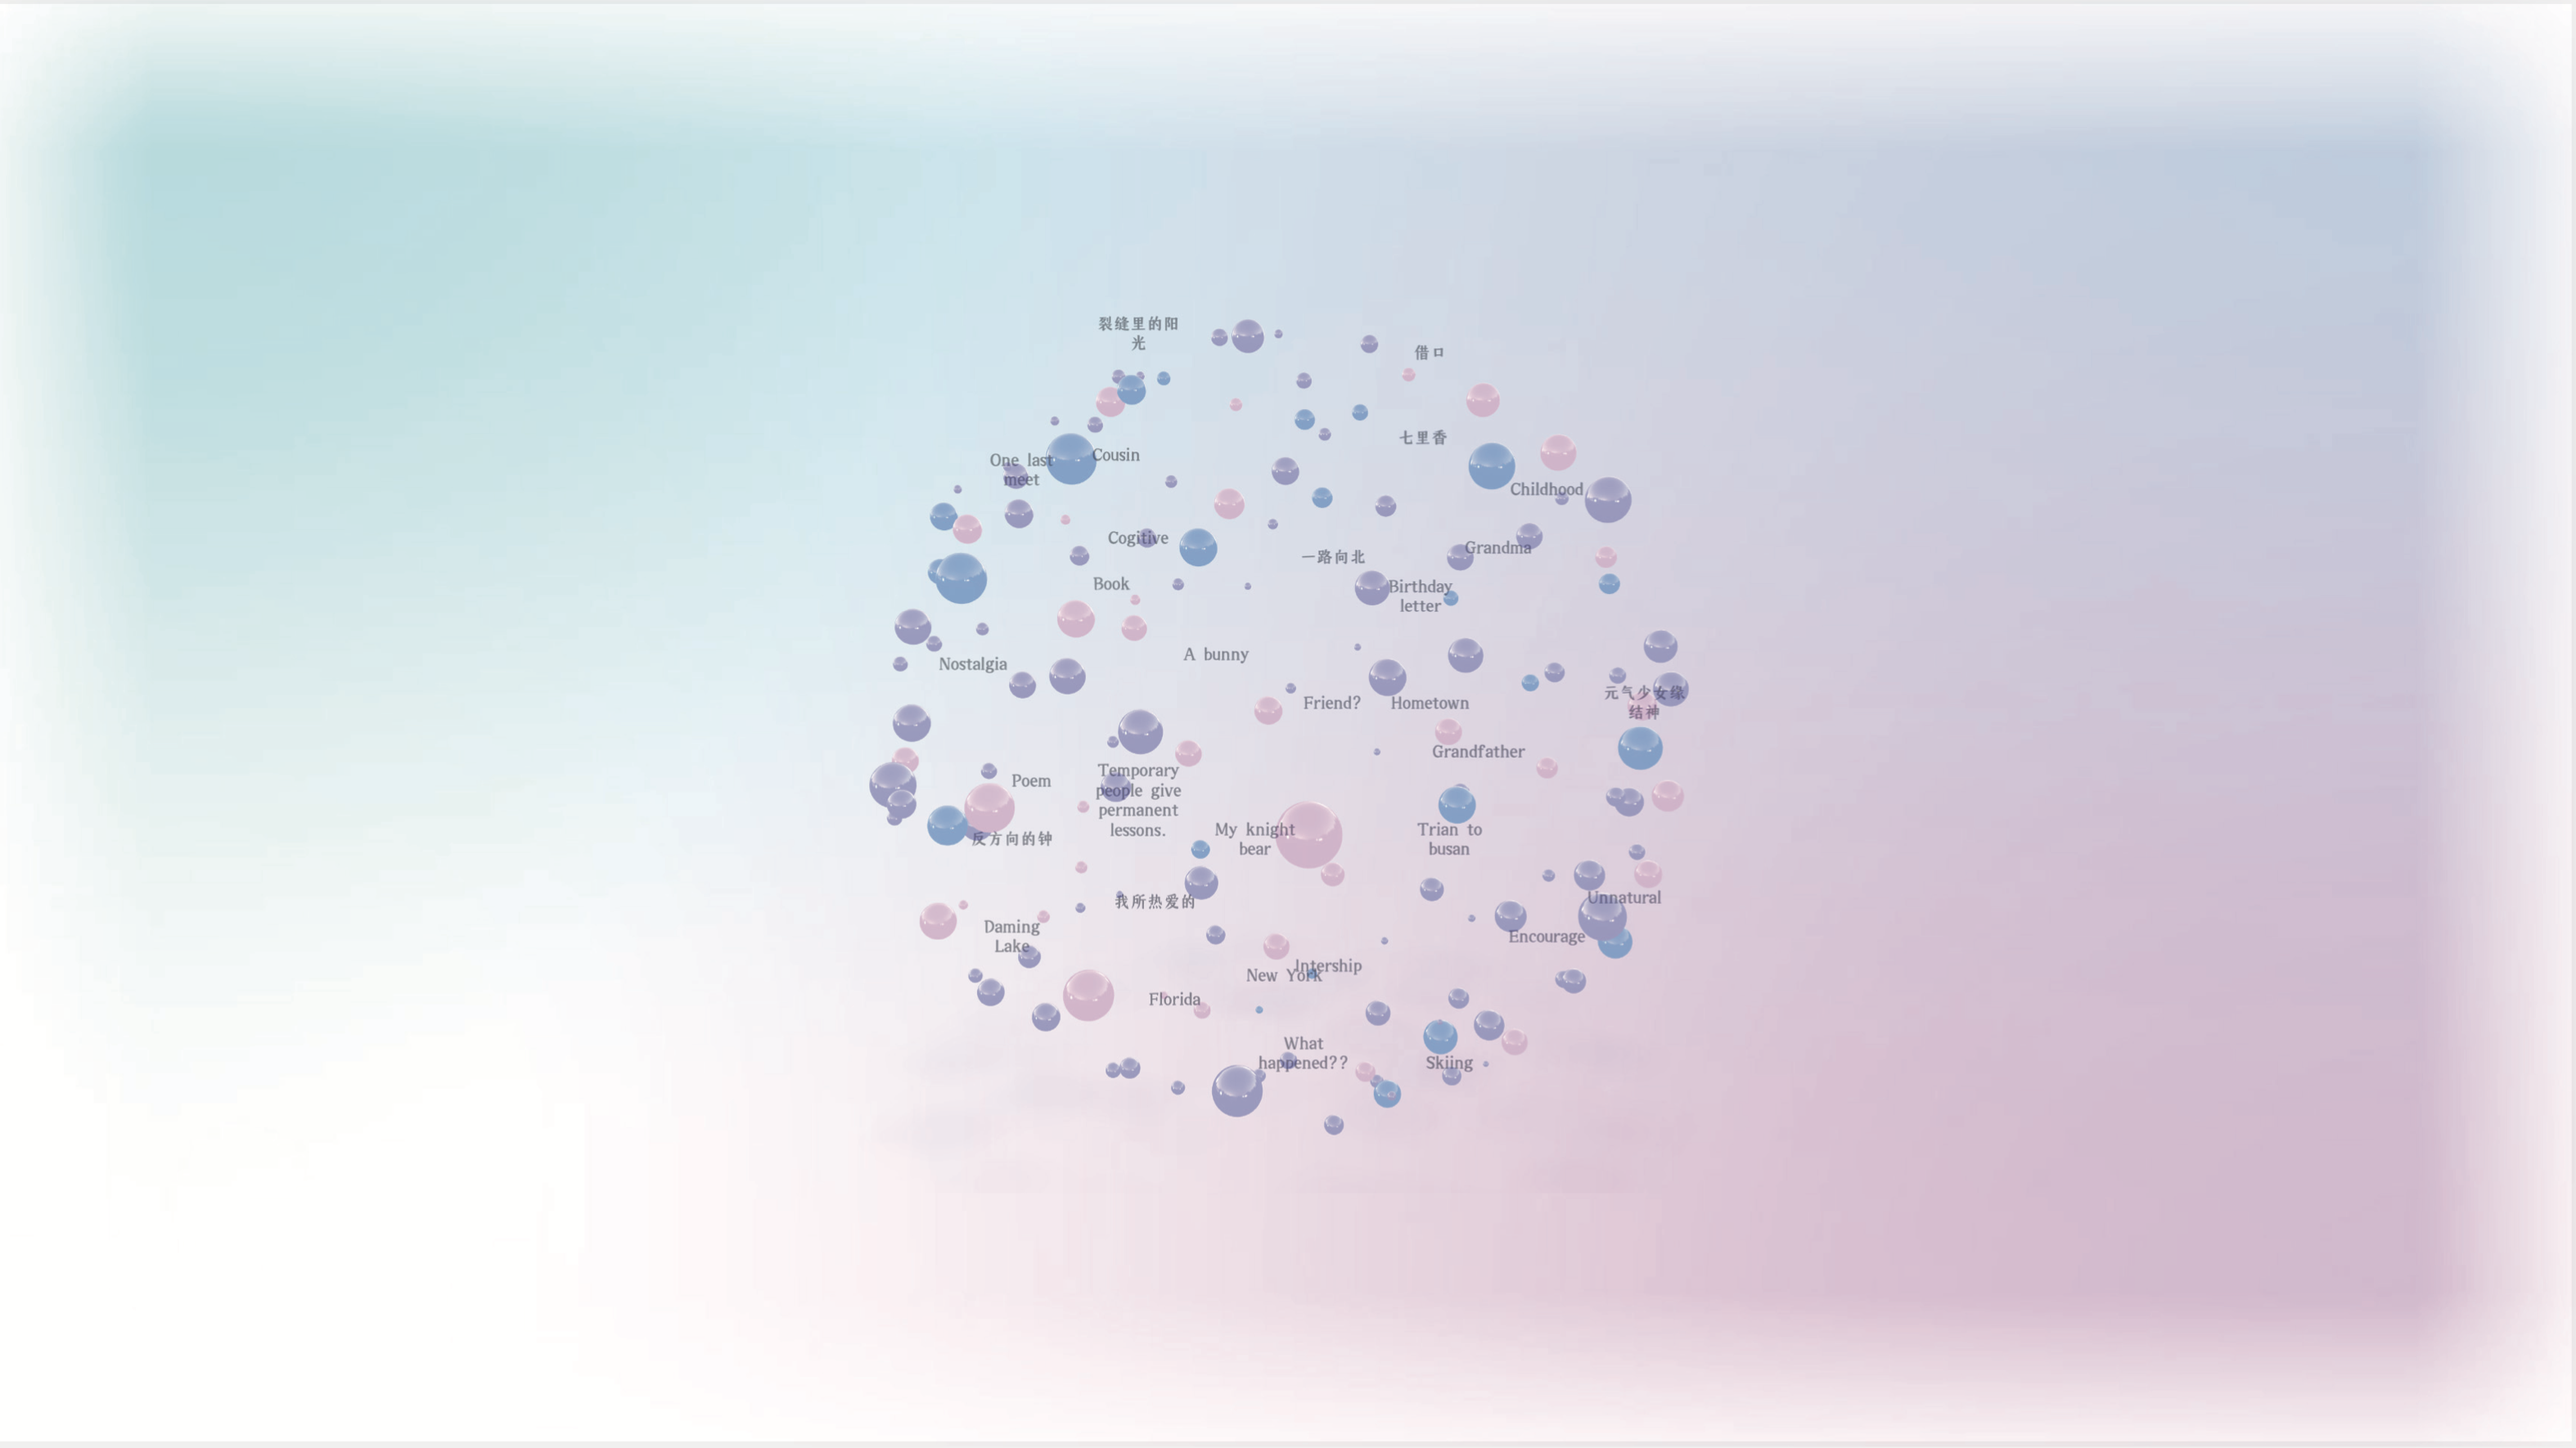 裂缝里的阳
光
借口
七里香
One last
meet
Cousin
Childhood
Cogitive
Grandma
一路向北
Book
Birthday
letter
A bunny
Nostalgia
元气少女缘
结神
Friend?
Hometown
Grandfather
Temporary
people give
permanent
lessons.
Poem
反方向的钟
My knight
bear
Trian to
busan
我所热爱的
Unnatural
Daming
Lake
Encourage
Intership
New York
Florida
What
happened??
Skiing